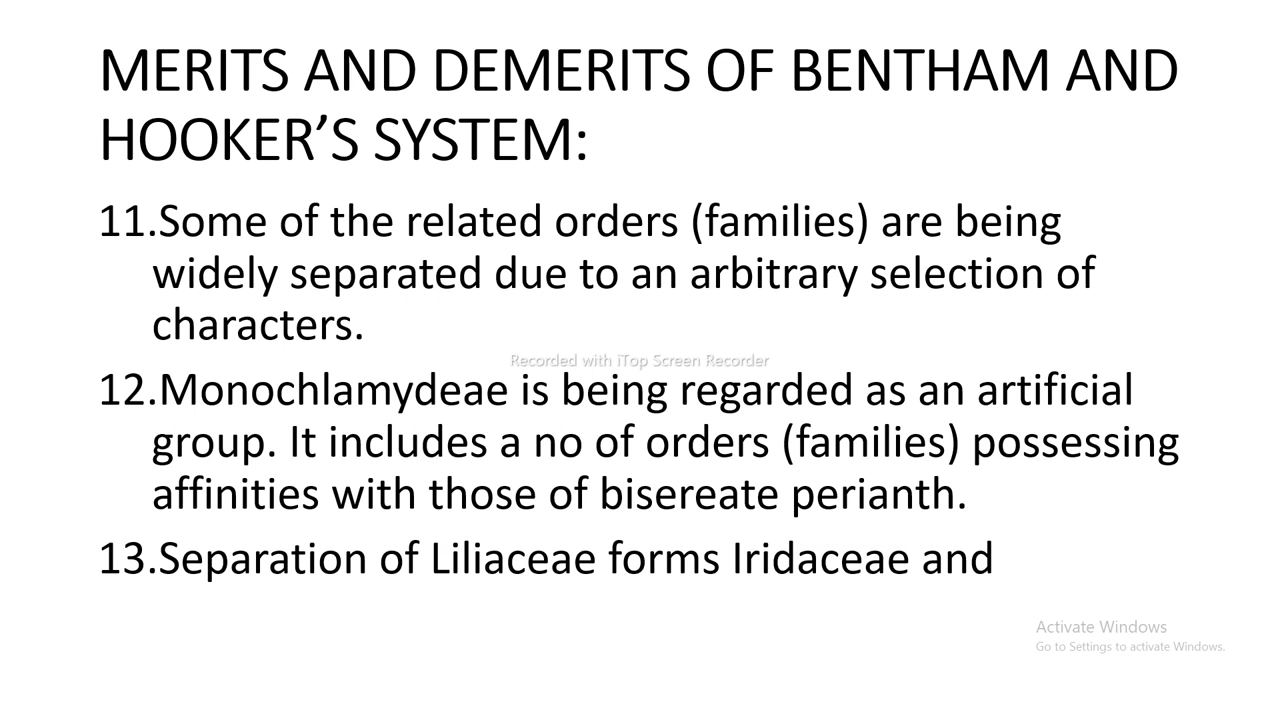 MERITS AND DEMERITS OF BENTHAM AND
HOOKER’S SYSTEM:
11.Some of the related orders (families) are being
widely separated due to an arbitrary selection of
characters.
Recorded with iTop Screen Recorder
12.Monochlamydeae is being regarded as an artificial
group. It includes a no of orders (families) possessing
affinities with those of bisereate perianth.
13.Separation of Liliaceae forms Iridaceae and
Activate Windows
Go to Settings to activate Windows.